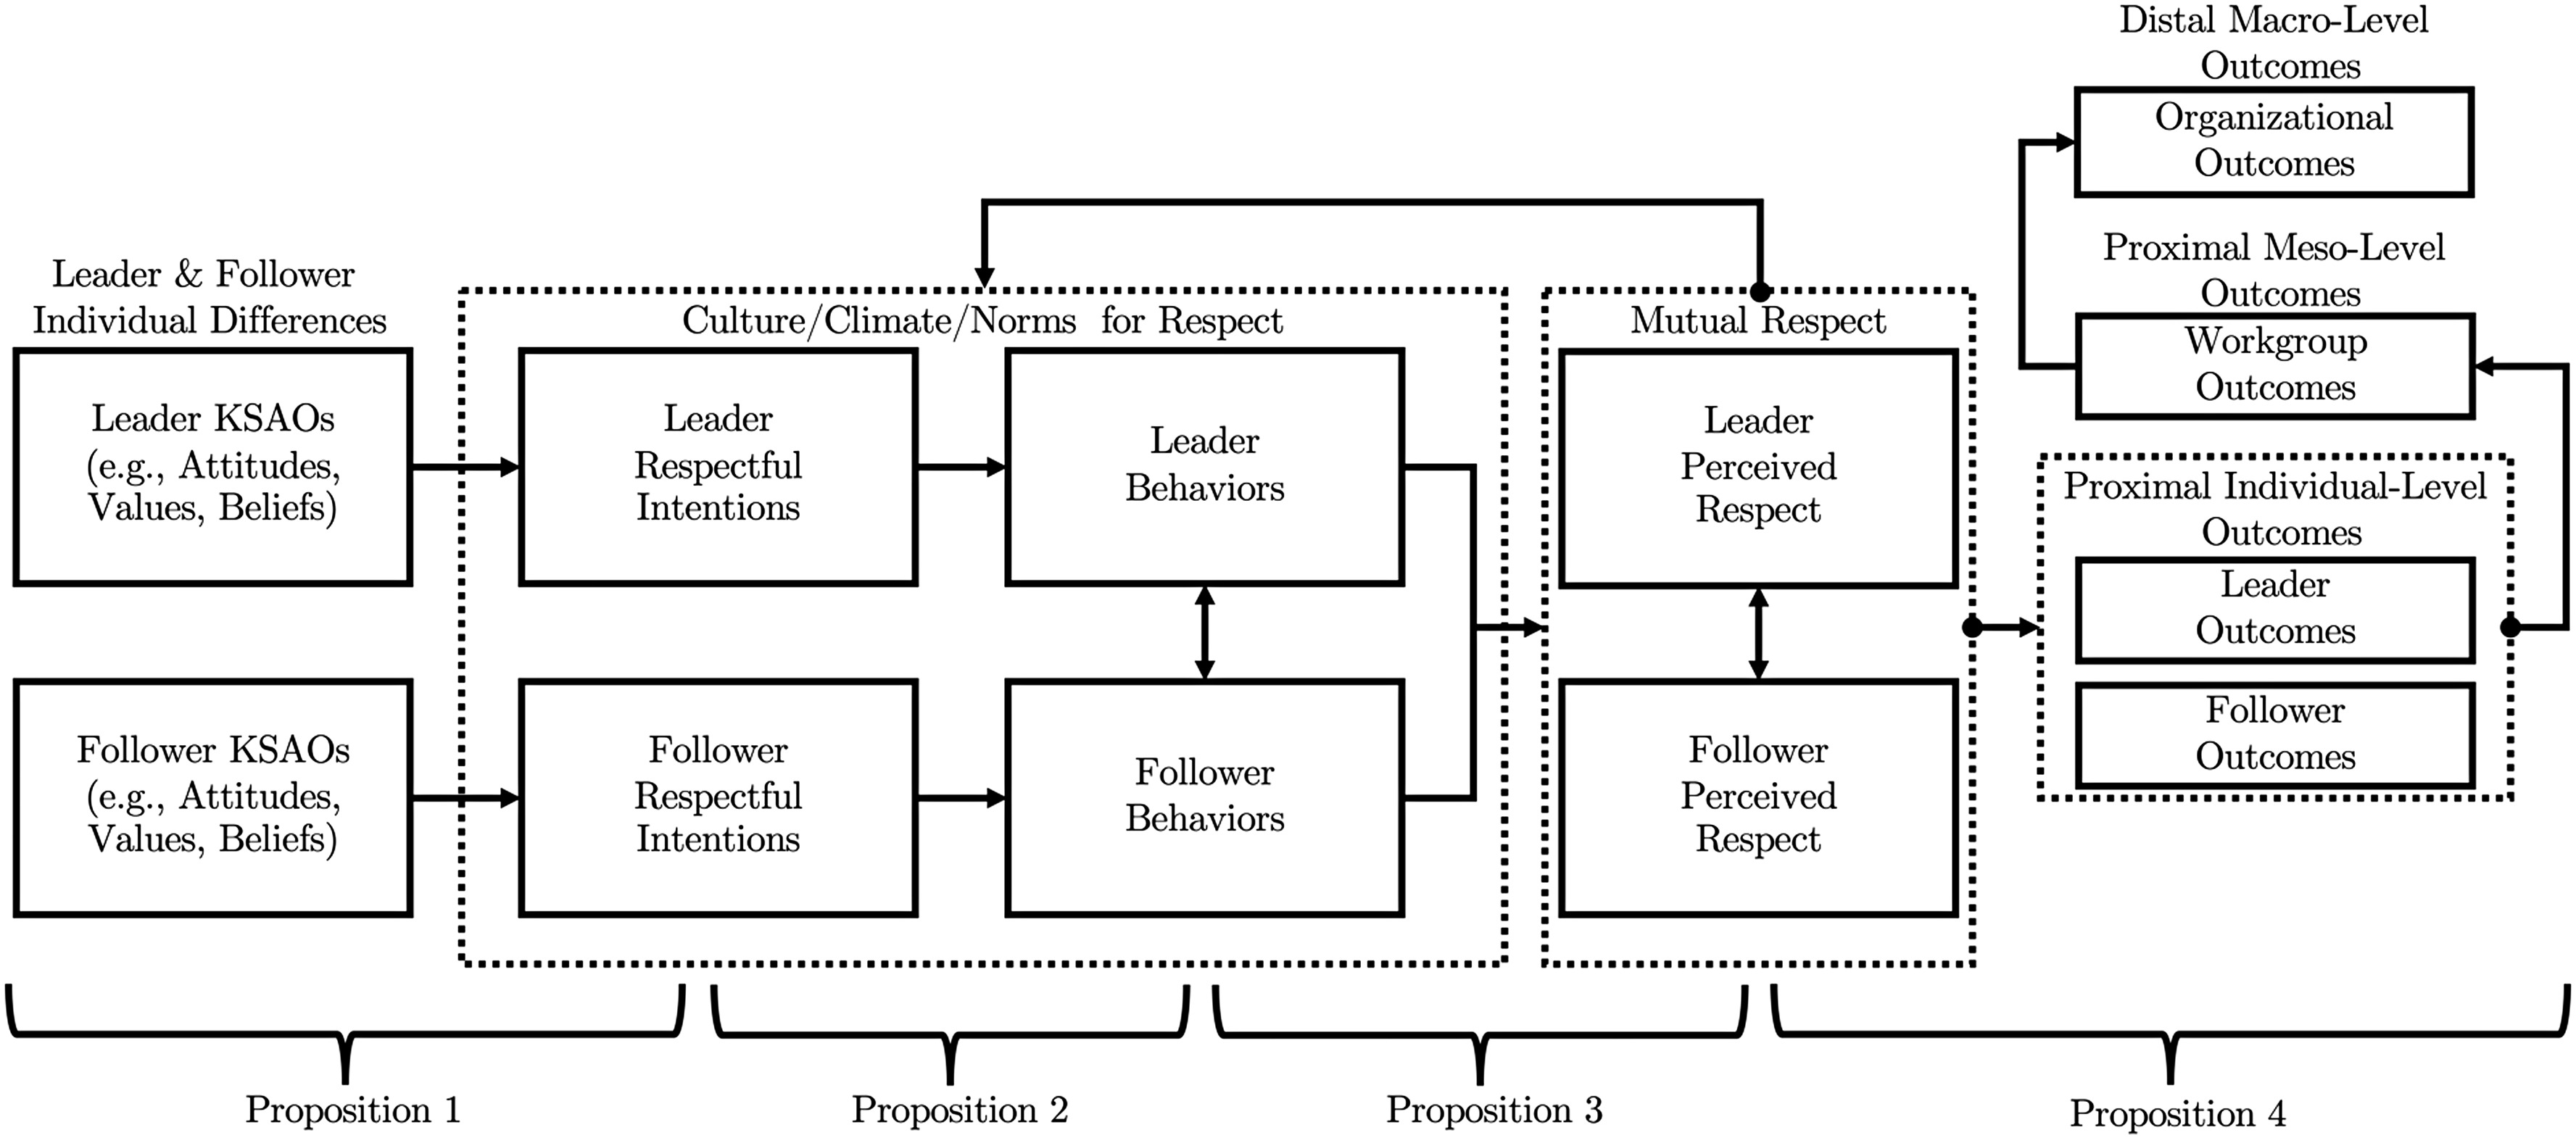 Distal Macro-Level
Outcomes
Organizational
Outcomes
Proximal Meso-Level
Outcomes
Workgroup
Outcomes
Leader & Follower
Individual Differences
Leader KSAOs
(e.g., Attitudes,
Values, Beliefs)
Follower KSAOs
(e.g., Attitudes,
Values, Beliefs)
Culture/Climate/Norms for Respect
Leader
Respectful
Intentions
Leader
Behaviors
Follower
Respectful
Intentions
Follower
Behaviors
Mutual Respect
Leader
Perceived
Respect
Follower
Perceived
Respect
Proximal Individual-Level
Outcomes
Leader
Outcomes
Follower
Outcomes
Proposition 1
Proposition 2
Proposition 3
Proposition 4